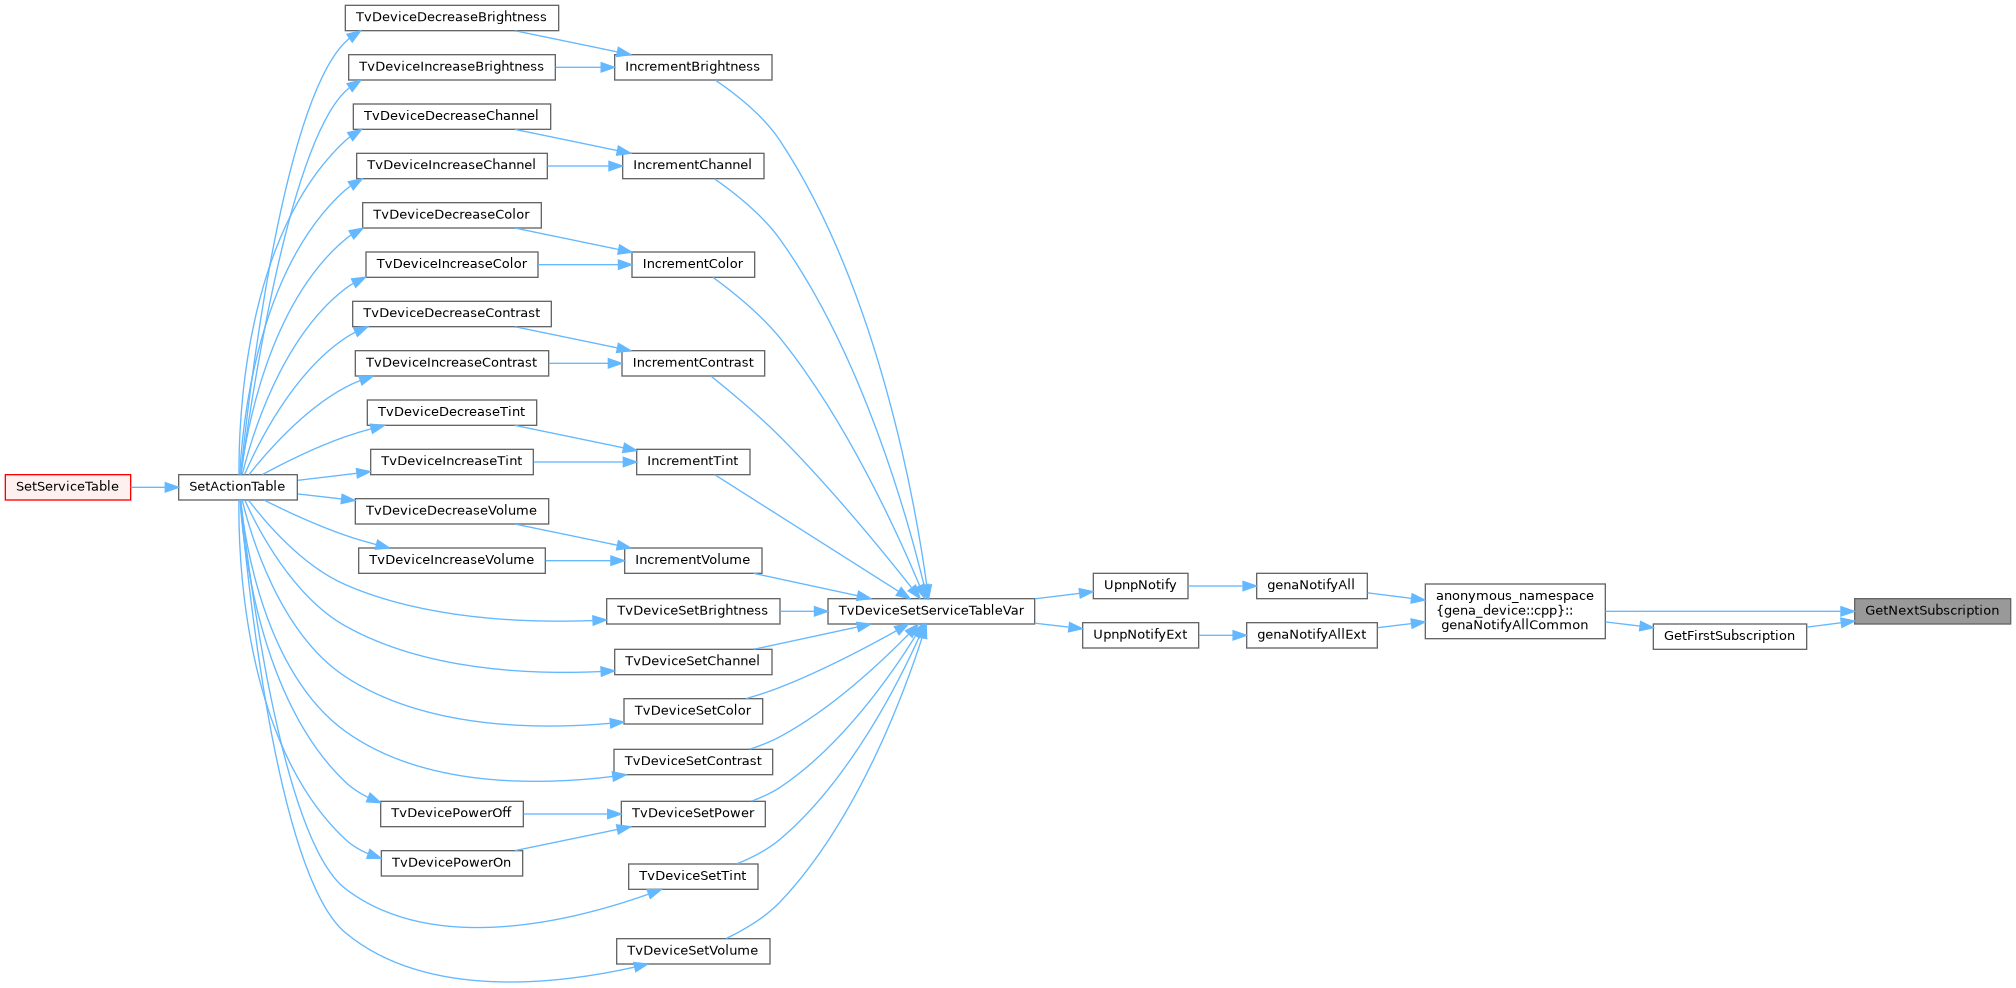 TvDeviceDecreaseBrightness
TvDeviceIncreaseBrightness
IncrementBrightness
TvDeviceDecreaseChannel
TvDeviceIncreaseChannel
IncrementChannel
TvDeviceDecreaseColor
TvDeviceIncreaseColor
IncrementColor
TvDeviceDecreaseContrast
TvDeviceIncreaseContrast
IncrementContrast
TvDeviceDecreaseTint
TvDeviceIncreaseTint
IncrementTint
SetServiceTable
SetActionTable
TvDeviceDecreaseVolume
TvDeviceIncreaseVolume
IncrementVolume
TvDeviceSetBrightness
TvDeviceSetServiceTableVar
UpnpNotify
genaNotifyAll
UpnpNotifyExt
genaNotifyAllExt
anonymous_namespace
{gena_device::cpp}::
genaNotifyAllCommon
GetNextSubscription
GetFirstSubscription
TvDeviceSetChannel
TvDeviceSetColor
TvDeviceSetContrast
TvDevicePowerOff
TvDeviceSetPower
TvDevicePowerOn
TvDeviceSetTint
TvDeviceSetVolume